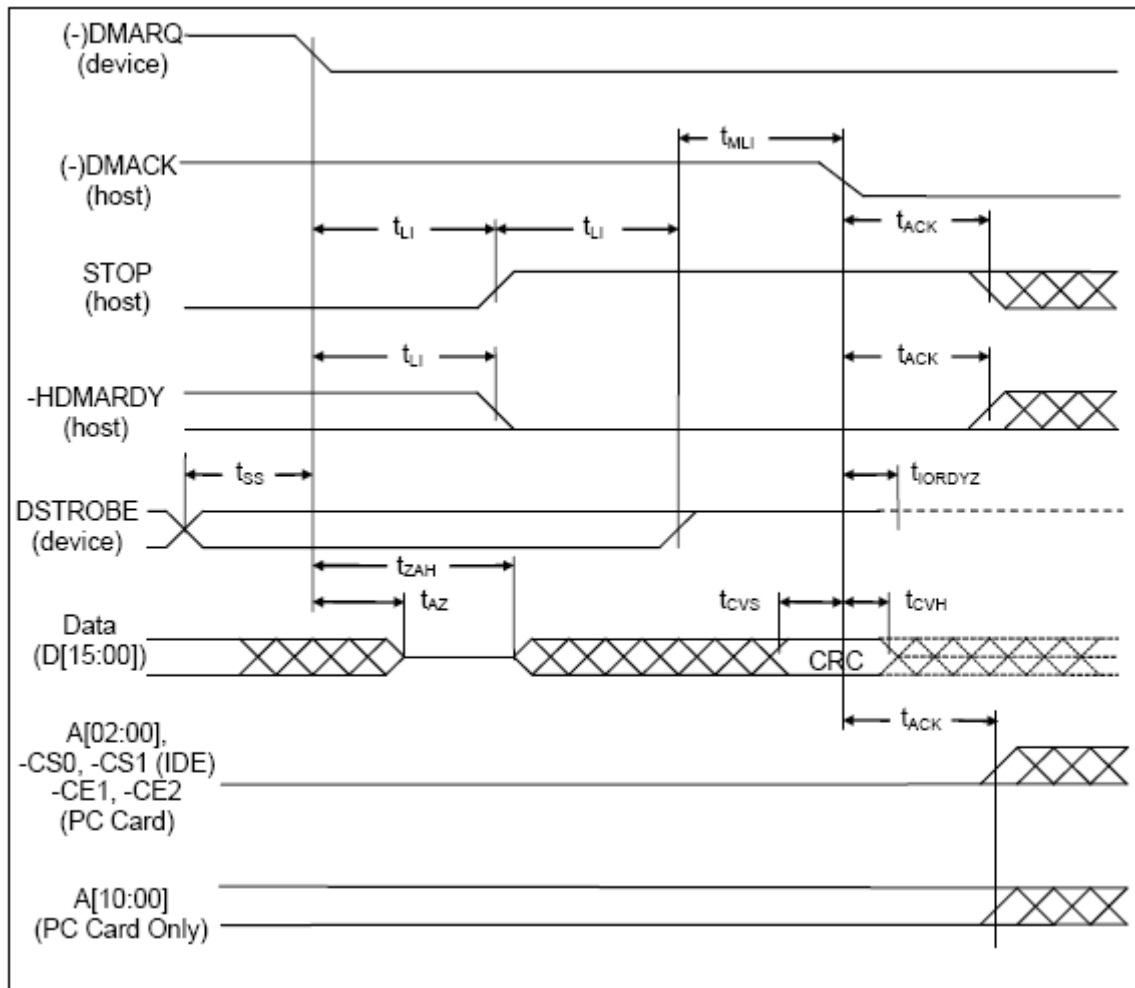 (-)DMARQ
(device)
tMLI
(-)DMACK
(host)
tLI
tLI
tACK
STOP
(host)
tLI
tACK
-HDMARDY
(host)
tSS
tIORDYZ
DSTROBE
(device)
tZAH
tAZ
tCVS
tCVH
Data
(D[15:00])
CRC
tACK
A[02:00],
-CS0, -CS1 (IDE)
-CE1, -CE2
(PC Card)
A[10:00]
(PC Card Only)